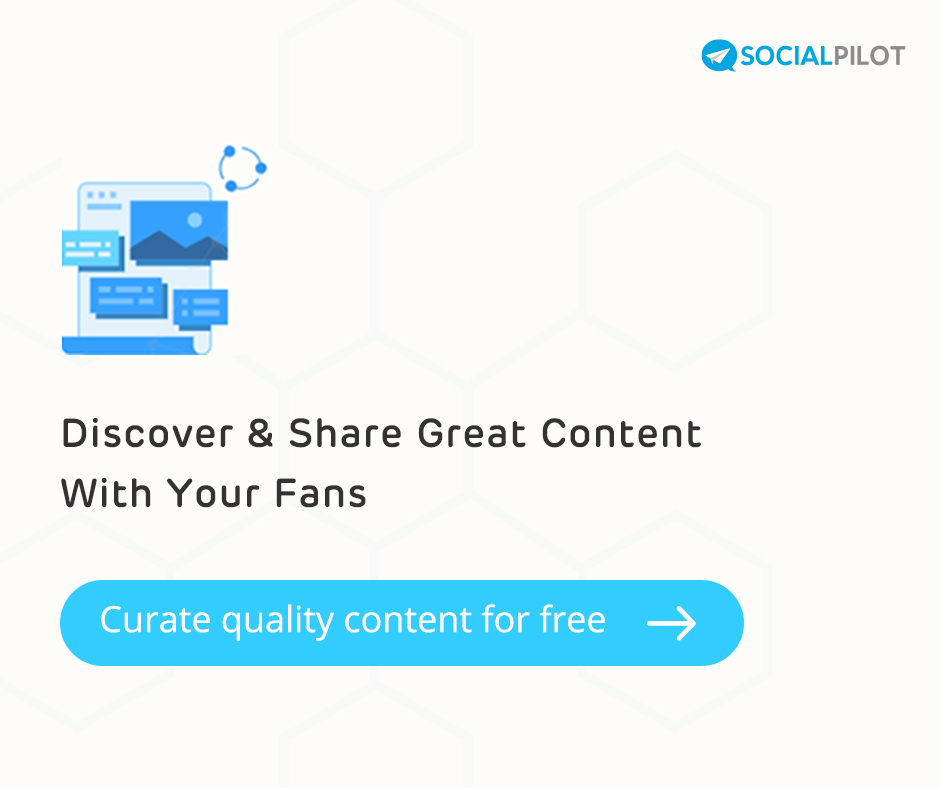 SOCIALPILOT
Discover & Share Great Content
With Your Fans
Curate quality content for free